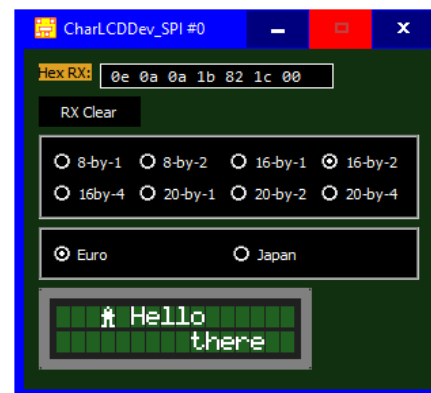 CharLCDDev_SPI #0
Hex RX: 0e 0a 0a 1b 82 1c 00
RX Clear
8-by-1 8-by-2 16-by-1 16-by-2
16by-4 20-by-1 20-by-2 20-by-4
Euro Japan
Hello
there